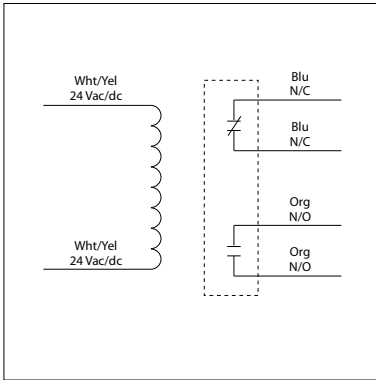 Wht/Yel
24 Vac/dc
Wht/Yel
24 Vac/dc
Blu
N/C
Blu
N/C
Org
N/O
Org
N/O